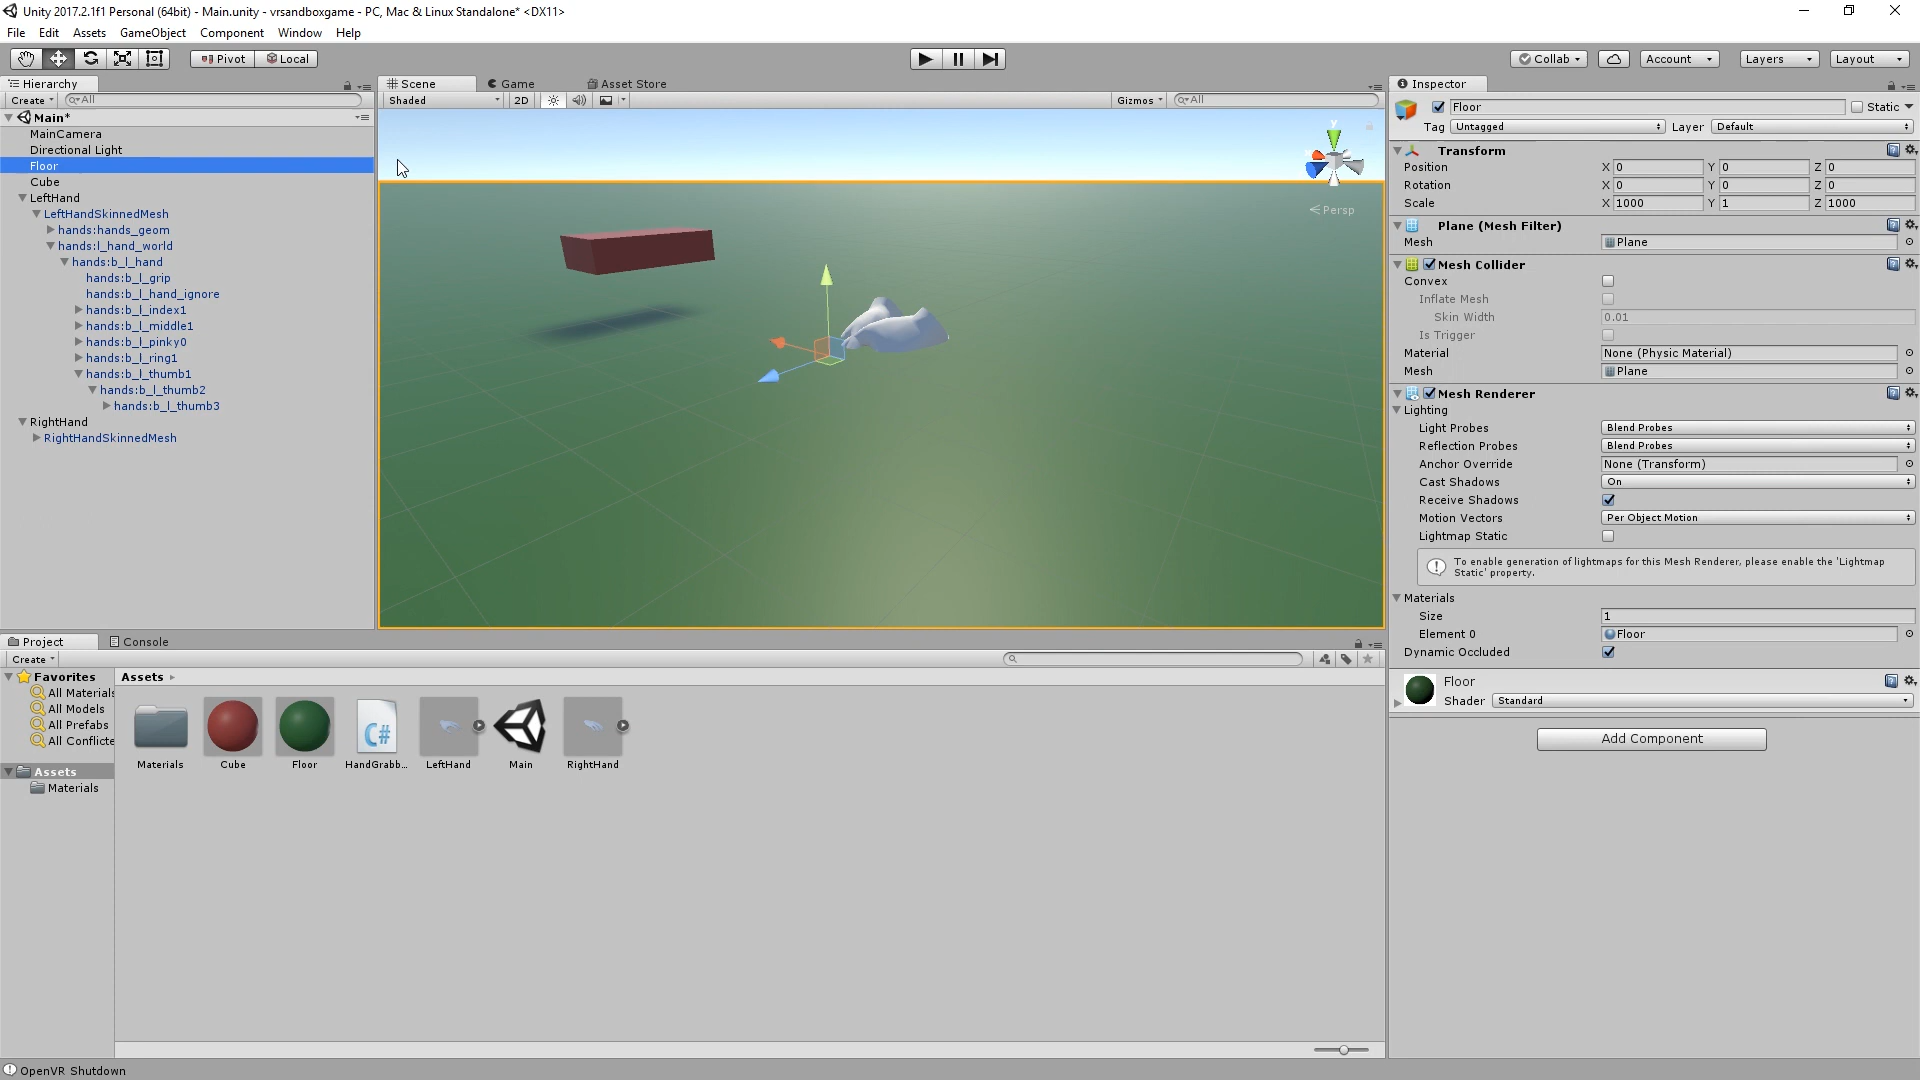 Unity 2017.2.1f1 Personal (64bit) - Main.unity - vrsandboxgame - PC, Mac & Linux Standalone* <DX11>
File Edit Assets GameObject Component Window Help
Pivot Local
Collab Account Layers Layout
Hierarchy
Create All
Main*
MainCamera
Directional Light
Floor
Cube
LeftHand
LeftHandSkinnedMesh
hands:hands_geom
hands:l_hand_world
hands:b_l_hand
hands:b_l_grip
hands:b_l_hand_ignore
hands:b_l_index1
hands:b_l_middle1
hands:b_l_pinky0
hands:b_l_ring1
hands:b_l_thumb1
hands:b_l_thumb2
hands:b_l_thumb3
RightHand
RightHandSkinnedMesh
Scene Game Asset Store
Shaded 2D Gizmos All
y
Persp
Inspector
Floor Static
Tag Untagged Layer Default
Transform
Position X 0 Y 0 Z 0
Rotation X 0 Y 0 Z 0
Scale X 1000 Y 1 Z 1000
Plane (Mesh Filter)
Mesh Plane
Mesh Collider
Convex
Inflate Mesh
Skin Width 0.01
Is Trigger
Material None (Physic Material)
Mesh Plane
Mesh Renderer
Lighting
Light Probes Blend Probes
Reflection Probes Blend Probes
Anchor Override None (Transform)
Cast Shadows On
Receive Shadows
Motion Vectors Per Object Motion
Lightmap Static
To enable generation of lightmaps for this Mesh Renderer, please enable the 'Lightmap
Static' property.
Materials
Size 1
Element 0 Floor
Dynamic Occluded
Floor
Shader Standard
Add Component
Project Console
Create
Favorites
All Materials
All Models
All Prefabs
All Conflicte
Assets
Materials
Assets
C#
Materials Cube Floor HandGrabb... LeftHand Main RightHand
OpenVR Shutdown